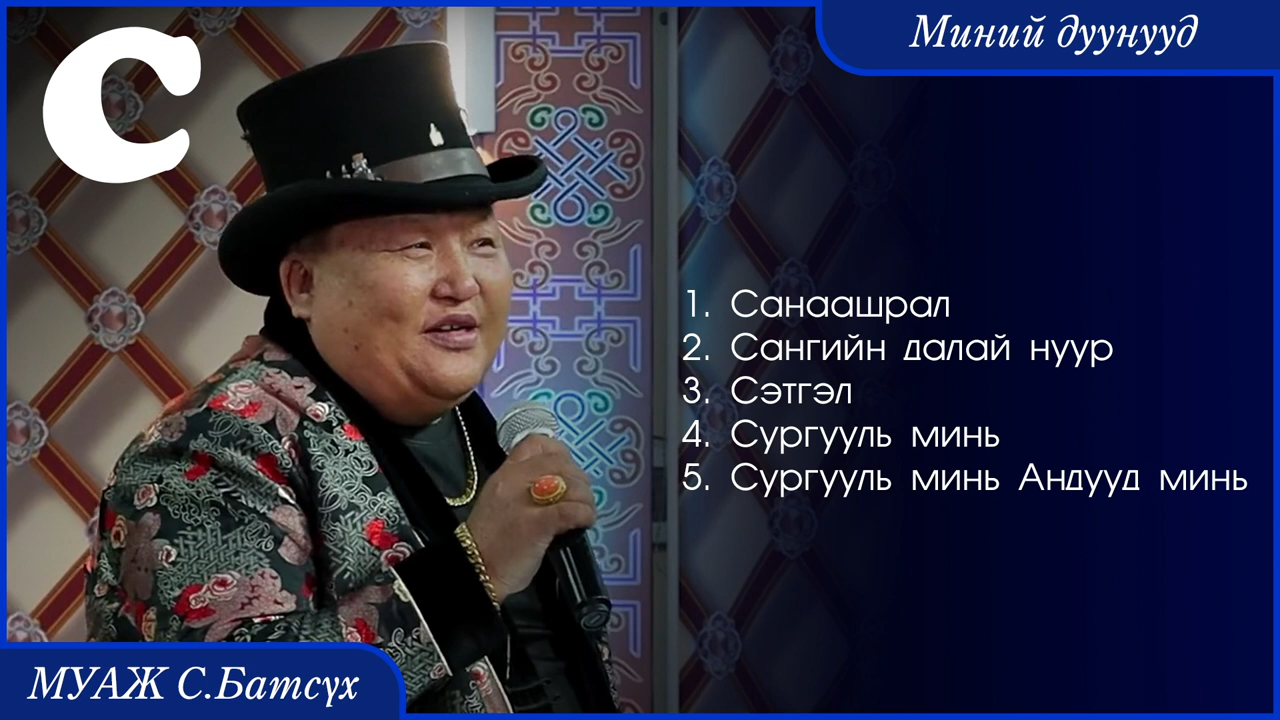 С
Миний дуунууд
1. Санаашрал
2. Сангийн далай нуур
3. Сэтгэл
4. Сургууль минь
5. Сургууль минь Андууд минь
МУАЖ С.Батсүх